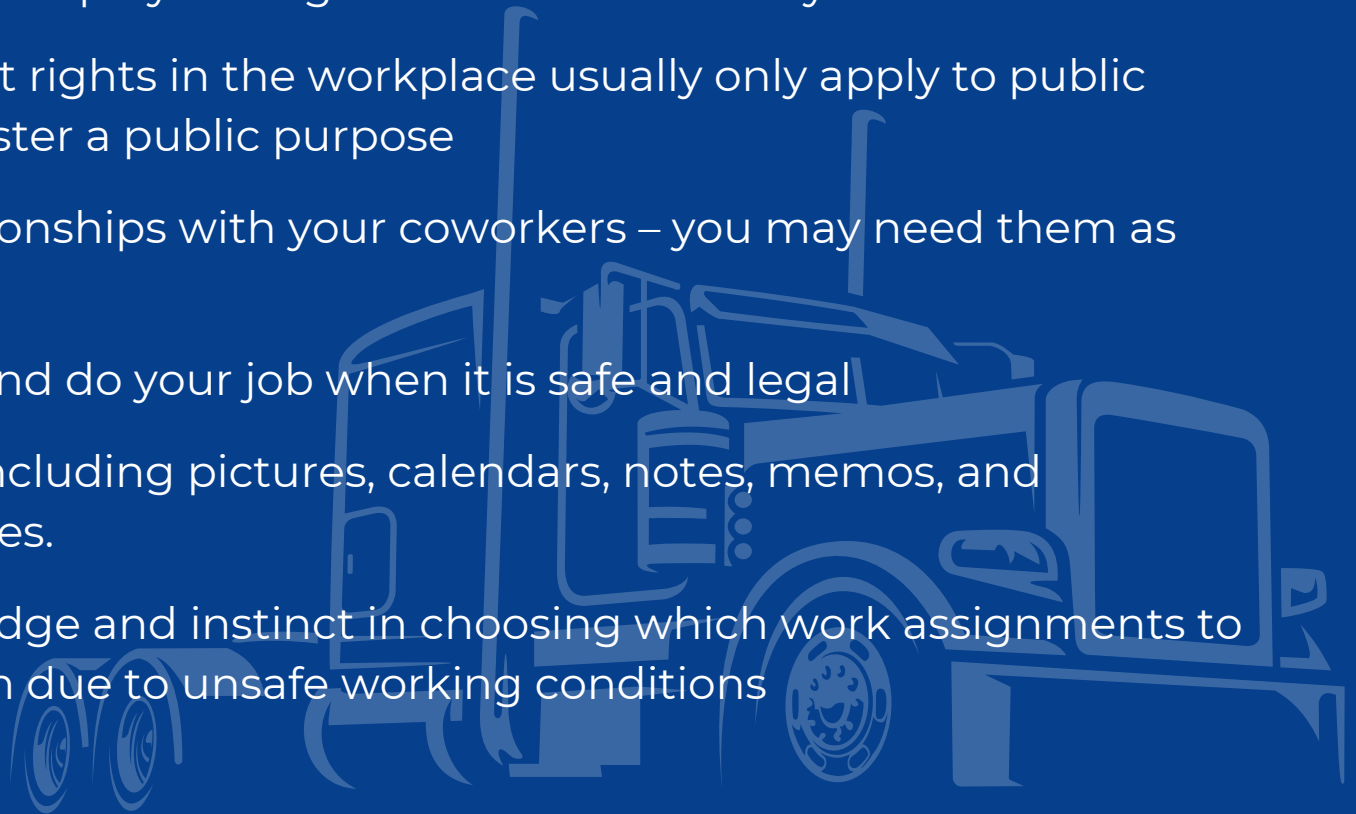 t rights in the workplace usually only apply to public
ster a public purpose
onships with your coworkers – you may need them as
nd do your job when it is safe and legal
ncluding pictures, calendars, notes, memos, and
es.
dge and instinct in choosing which work assignments to
n due to unsafe working conditions